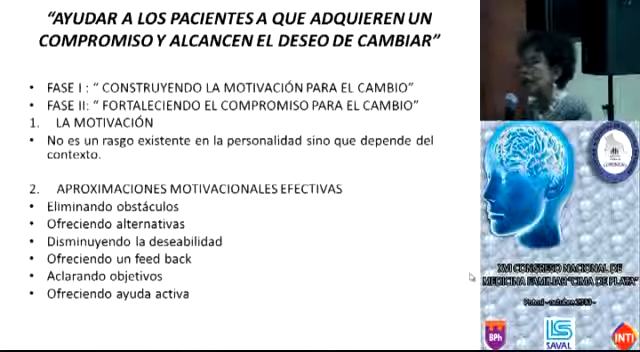 “AYUDAR A LOS PACIENTES A QUE ADQUIEREN UN
COMPROMISO Y ALCANCEN EL DESEO DE CAMBIAR”
• FASE I : “ CONSTRUYENDO LA MOTIVACIÓN PARA EL CAMBIO”
• FASE II: “ FORTALECIENDO EL COMPROMISO PARA EL CAMBIO”
1. LA MOTIVACIÓN
• No es un rasgo existente en la personalidad sino que depende del
contexto.
2. APROXIMACIONES MOTIVACIONALES EFECTIVAS
• Eliminando obstáculos
• Ofreciendo alternativas
• Disminuyendo la deseabilidad
• Ofreciendo un feed back
• Aclarando objetivos
• Ofreciendo ayuda activa
XVI CONGRESO NACIONAL DE
MEDICINA FAMILIAR "CIMA DE PLATA"
BPh
SAVAL
INTI